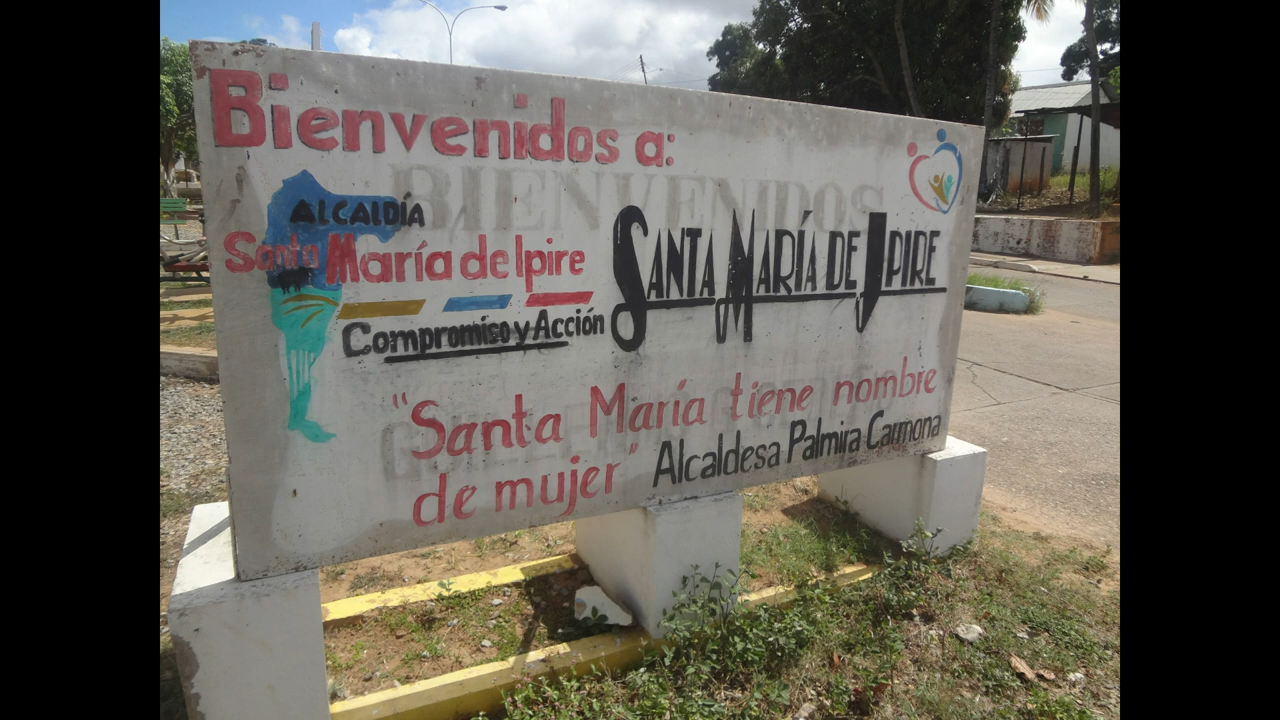 Bienvenidos a:
BIENVENIDOS
ALCALDÍA
Santa María de Ipire
Compromiso y Acción
SANTA MARÍA DE IPIRE
"Santa María tiene nombre
de mujer"
Alcaldesa Palmira Carmona